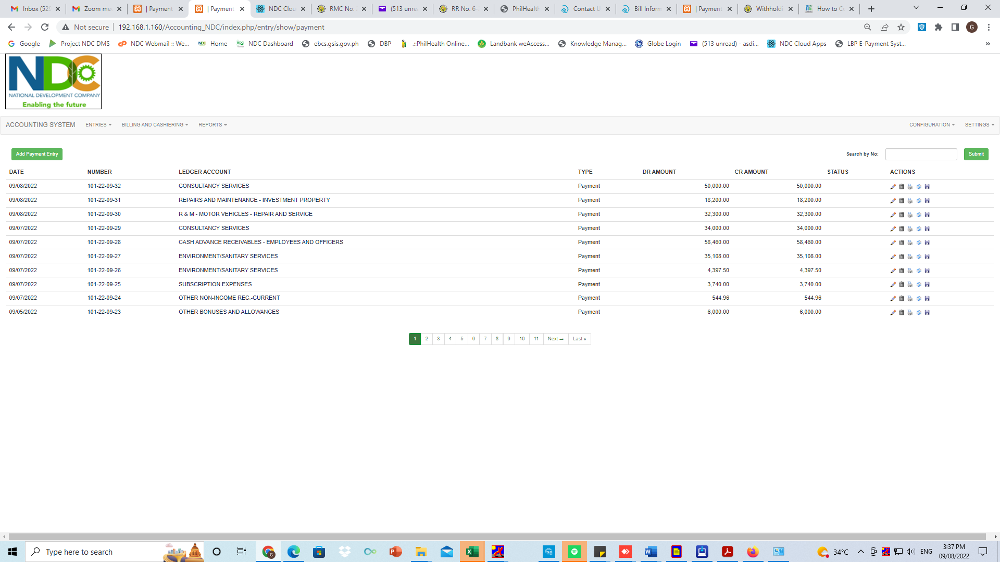 Inbox (529
Zoom me
| Payment
| Payment
NDC Clou
RMC No.
(513 unre
RR No. 6-
PhilHealth
Contact U
Bill Inform
| Payment
Withholdi
How to C
Not secure
192.168.1.160/Accounting_NDC/index.php/entry/show/payment
G
Google
Project NDC DMS
NDC Webmail :: We...
Home
NDC Dashboard
ebcs.gsis.gov.ph
DBP
.::PhilHealth Online...
Landbank weAccess...
Knowledge Manag...
Globe Login
(513 unread) - asdi...
NDC Cloud Apps
LBP E-Payment Syst...
»
NDC
NATIONAL DEVELOPMENT COMPANY
Enabling the future
ACCOUNTING SYSTEM ENTRIES BILLING AND CASHIERING REPORTS CONFIGURATION SETTINGS
Add Payment Entry Search by No: Submit
DATE NUMBER LEDGER ACCOUNT TYPE DR AMOUNT CR AMOUNT STATUS ACTIONS
09/08/2022 101-22-09-32 CONSULTANCY SERVICES Payment 50,000.00 50,000.00
09/08/2022 101-22-09-31 REPAIRS AND MAINTENANCE - INVESTMENT PROPERTY Payment 18,200.00 18,200.00
09/08/2022 101-22-09-30 R & M - MOTOR VEHICLES - REPAIR AND SERVICE Payment 32,300.00 32,300.00
09/07/2022 101-22-09-29 CONSULTANCY SERVICES Payment 34,000.00 34,000.00
09/07/2022 101-22-09-28 CASH ADVANCE RECEIVABLES - EMPLOYEES AND OFFICERS Payment 58,460.00 58,460.00
09/07/2022 101-22-09-27 ENVIRONMENT/SANITARY SERVICES Payment 35,108.00 35,108.00
09/07/2022 101-22-09-26 ENVIRONMENT/SANITARY SERVICES Payment 4,397.50 4,397.50
09/07/2022 101-22-09-25 SUBSCRIPTION EXPENSES Payment 3,740.00 3,740.00
09/07/2022 101-22-09-24 OTHER NON-INCOME REC.-CURRENT Payment 544.96 544.96
09/05/2022 101-22-09-23 OTHER BONUSES AND ALLOWANCES Payment 6,000.00 6,000.00
1 2 3 4 5 6 7 8 9 10 11 Next → Last »
Type here to search
34°C
ENG
3:37 PM
09/08/2022